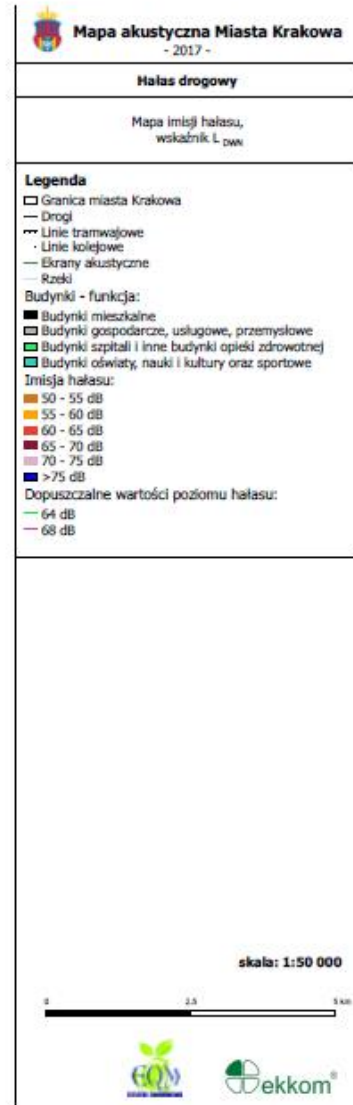 Mapa akustyczna Miasta Krakowa
- 2017 -
Hałas drogowy
Mapa imisji hałasu,
wskaźnik L DWN
Legenda
Granica miasta Krakowa
Drogi
Linie tramwajowe
Linie kolejowe
Ekrany akustyczne
Rzeki
Budynki - funkcja:
Budynki mieszkalne
Budynki gospodarcze, usługowe, przemysłowe
Budynki szpitali i inne budynki opieki zdrowotnej
Budynki oświaty, nauki i kultury oraz sportowe
Imisja hałasu:
50 - 55 dB
55 - 60 dB
60 - 65 dB
65 - 70 dB
70 - 75 dB
>75 dB
Dopuszczalne wartości poziomu hałasu:
64 dB
68 dB
skala: 1:50 000
0 2.5 5 km
EQM
ekkom®